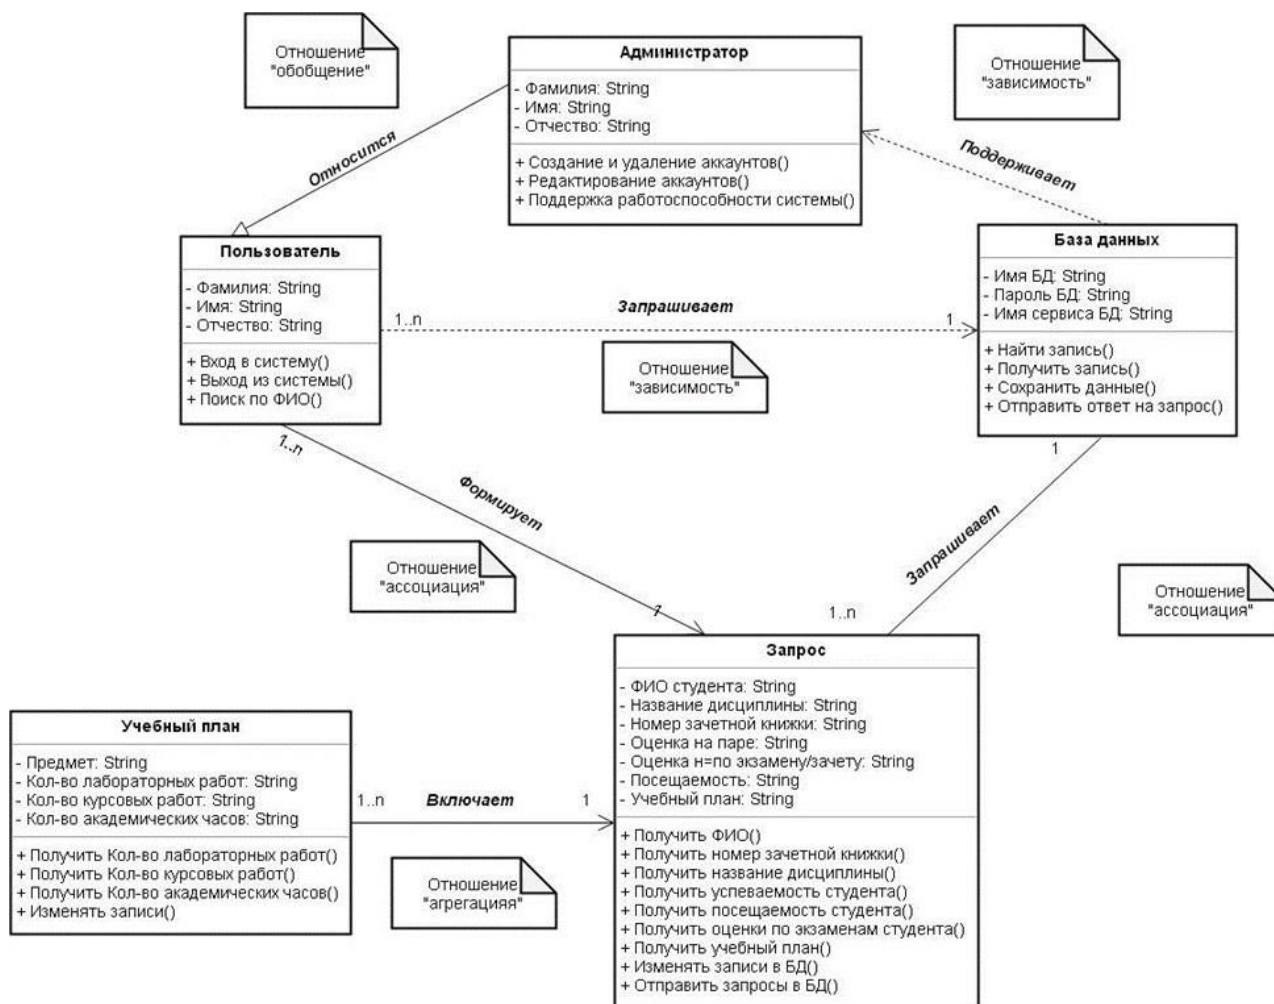 Отношение
"обобщение"
Администратор
- Фамилия: String
- Имя: String
- Отчество: String
+ Создание и удаление аккаунтов()
+ Редактирование аккаунтов()
+ Поддержка работоспособности системы()
Отношение
"зависимость"
Относится
Поддерживает
Пользователь
- Фамилия: String
- Имя: String
- Отчество: String
+ Вход в систему()
+ Выход из системы()
+ Поиск по ФИО()
1..n
Запрашивает
1
Отношение
"зависимость"
База данных
- Имя БД: String
- Пароль БД: String
- Имя сервиса БД: String
+ Найти запись()
+ Получить запись()
+ Сохранить данные()
+ Отправить ответ на запрос()
1..n
Формирует
1
Отношение
"ассоциация"
1
Запрашивает
1..n
Отношение
"ассоциация"
Запрос
- ФИО студента: String
- Название дисциплины: String
- Номер зачетной книжки: String
- Оценка на паре: String
- Оценка н=по экзамену/зачету: String
- Посещаемость: String
- Учебный план: String
+ Получить ФИО()
+ Получить номер зачетной книжки()
+ Получить название дисциплины()
+ Получить успеваемость студента()
+ Получить посещаемость студента()
+ Получить оценки по экзаменам студента()
+ Получить учебный план()
+ Изменять записи в БД()
+ Отправить запросы в БД()
Учебный план
- Предмет: String
- Кол-во лабораторных работ: String
- Кол-во курсовых работ: String
- Кол-во академических часов: String
+ Получить Кол-во лабораторных работ()
+ Получить Кол-во курсовых работ()
+ Получить Кол-во академических часов()
+ Изменять записи()
1..n
Включает
1
Отношение
"агрегацияя"